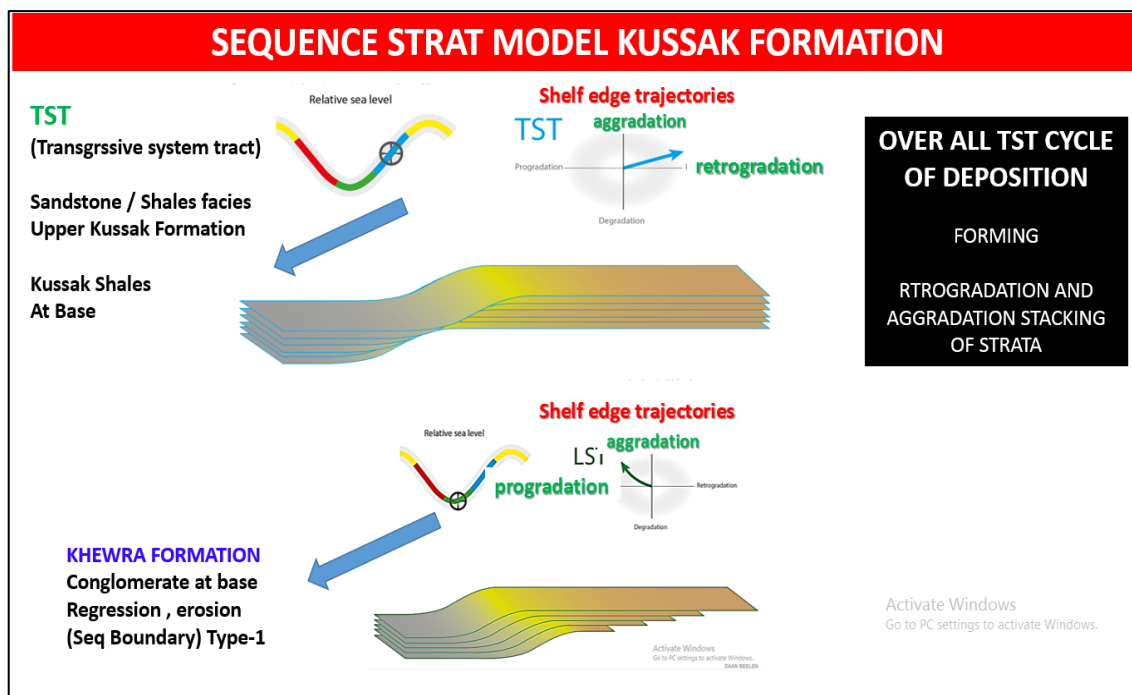 SEQUENCE STRAT MODEL KUSSAK FORMATION
TST
(Transgrssive system tract)
Sandstone / Shales facies
Upper Kussak Formation
Kussak Shales
At Base
Relative sea level
Shelf edge trajectories
TST
aggradation
Progradation
retrogradation
Degradation
OVER ALL TST CYCLE
OF DEPOSITION
FORMING
RTROGRADATION AND
AGGRADATION STACKING
OF STRATA
Shelf edge trajectories
Relative sea level
aggradation
LST
progradation
Retrogradation
Degradation
KHEWRA FORMATION
Conglomerate at base
Regression , erosion
(Seq Boundary) Type-1
Activate Windows
Go to PC settings to activate Windows.
DAAN BEELEN
Activate Windows
Go to PC settings to activate Windows.